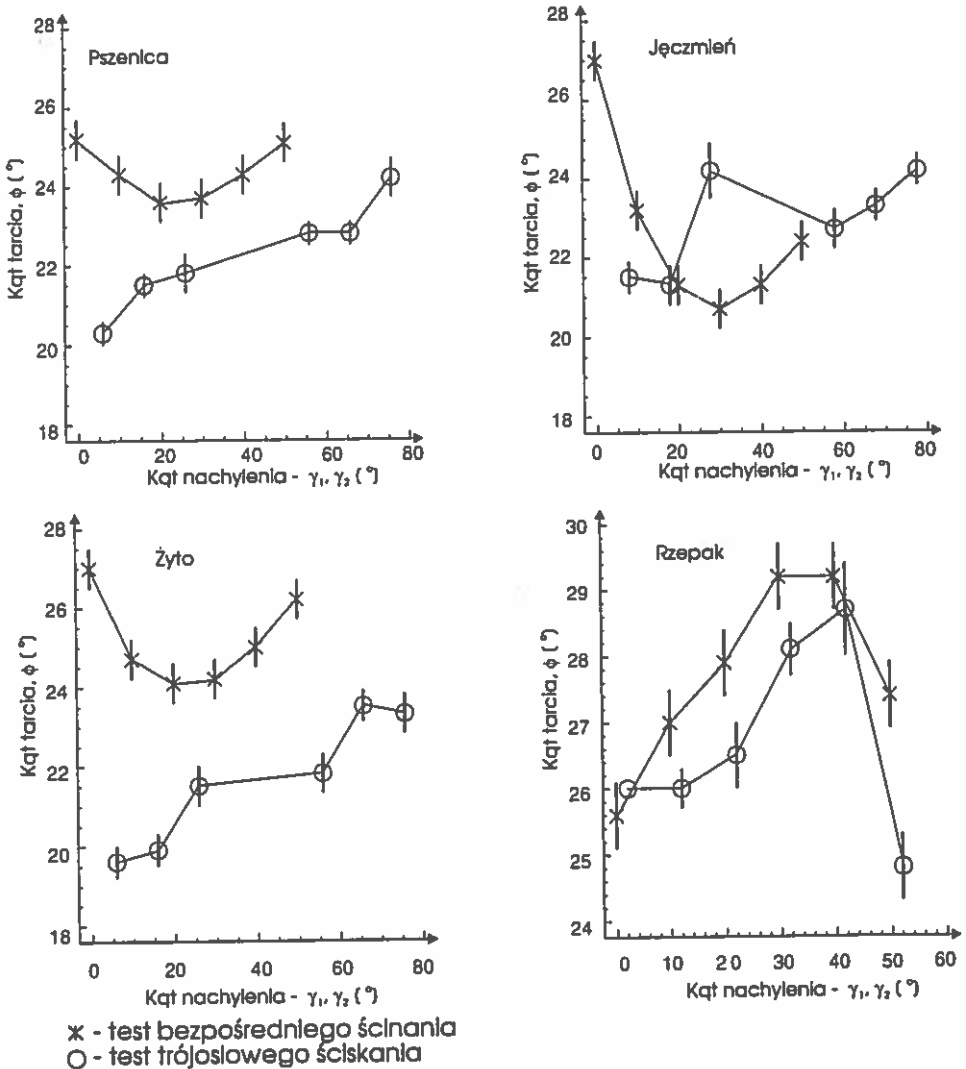 Pszenica
28
26
24
22
20
18
Kąt tarcia, ϕ (°)
0 20 40 60 80
Kąt nachylenia - γ₁, γ₂ (°)
Jęczmień
28
26
24
22
20
18
Kąt tarcia, ϕ (°)
0 20 40 60 80
Kąt nachylenia - γ₁, γ₂ (°)
Żyto
28
26
24
22
20
18
Kąt tarcia, ϕ (°)
0 20 40 60 80
Kąt nachylenia - γ₁, γ₂ (°)
Rzepak
30
29
28
27
26
25
24
Kąt tarcia, ϕ (°)
0 10 20 30 40 50 60
Kąt nachylenia - γ₁, γ₂ (°)
- test bezpośredniego ścinania
- test trójosiowego ściskania